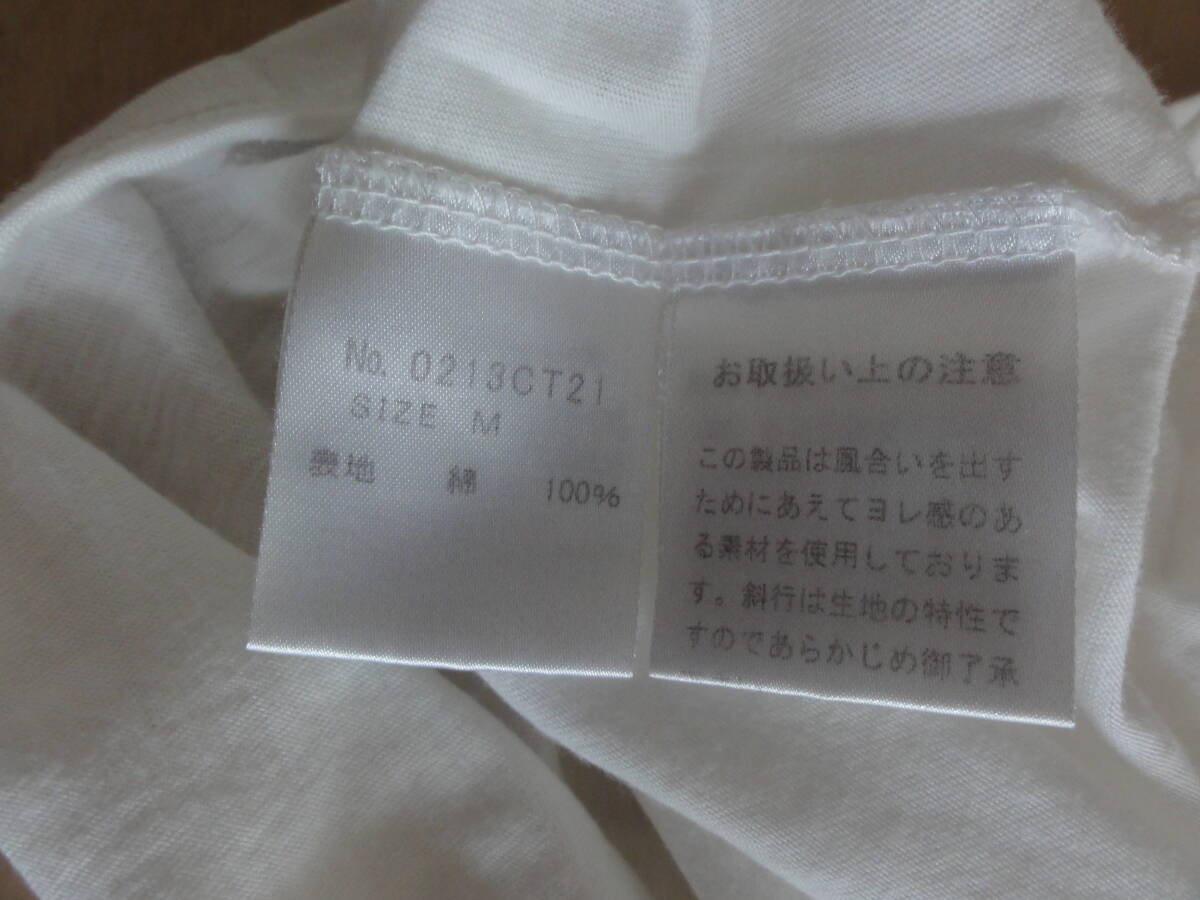 No. 0213CT21
SIZE M
表地 綿 100%
お取扱い上の注意
この製品は風合いを出す
ためにあえてヨレ感のあ
る素材を使用しておりま
す。斜行は生地の特性で
すのであらかじめ御了承